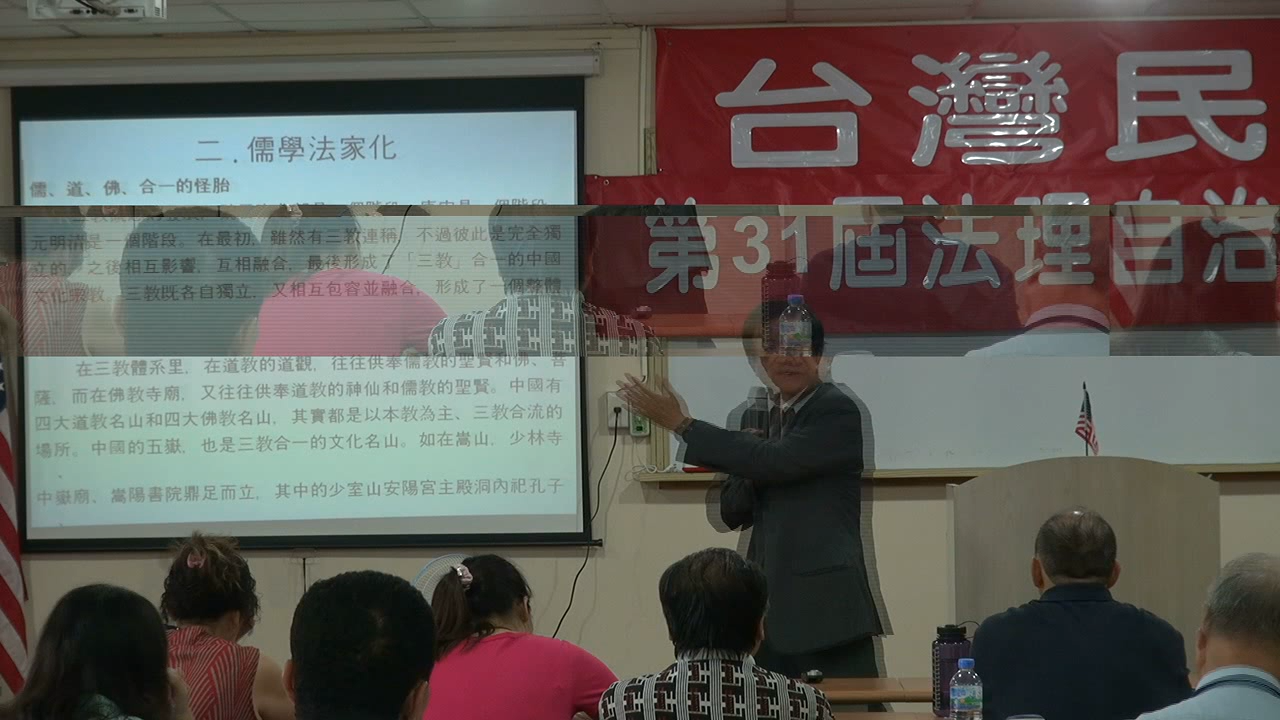 台灣民
第31屆法理自治
二．儒學法家化
儒、道、佛、合一的怪胎
元明清是一個階段。在最初，雖然有三教連稱，不過彼此是完全獨
立的，之後相互影響，互相融合，最後形成了「三教」合一的中國
文化宗教。三教既各自獨立，又相互包容並融合，形成了一個整體
在三教體系里，在道教的道觀，往往供奉儒教的聖賢和佛、菩
薩，而在佛教寺廟，又往往供奉道教的神仙和儒教的聖賢。中國有
四大道教名山和四大佛教名山，其實都是以本教為主、三教合流的
場所。中國的五嶽，也是三教合一的文化名山。如在嵩山，少林寺
中嶽廟、嵩陽書院鼎足而立，其中的少室山安陽宮主殿洞內祀孔子